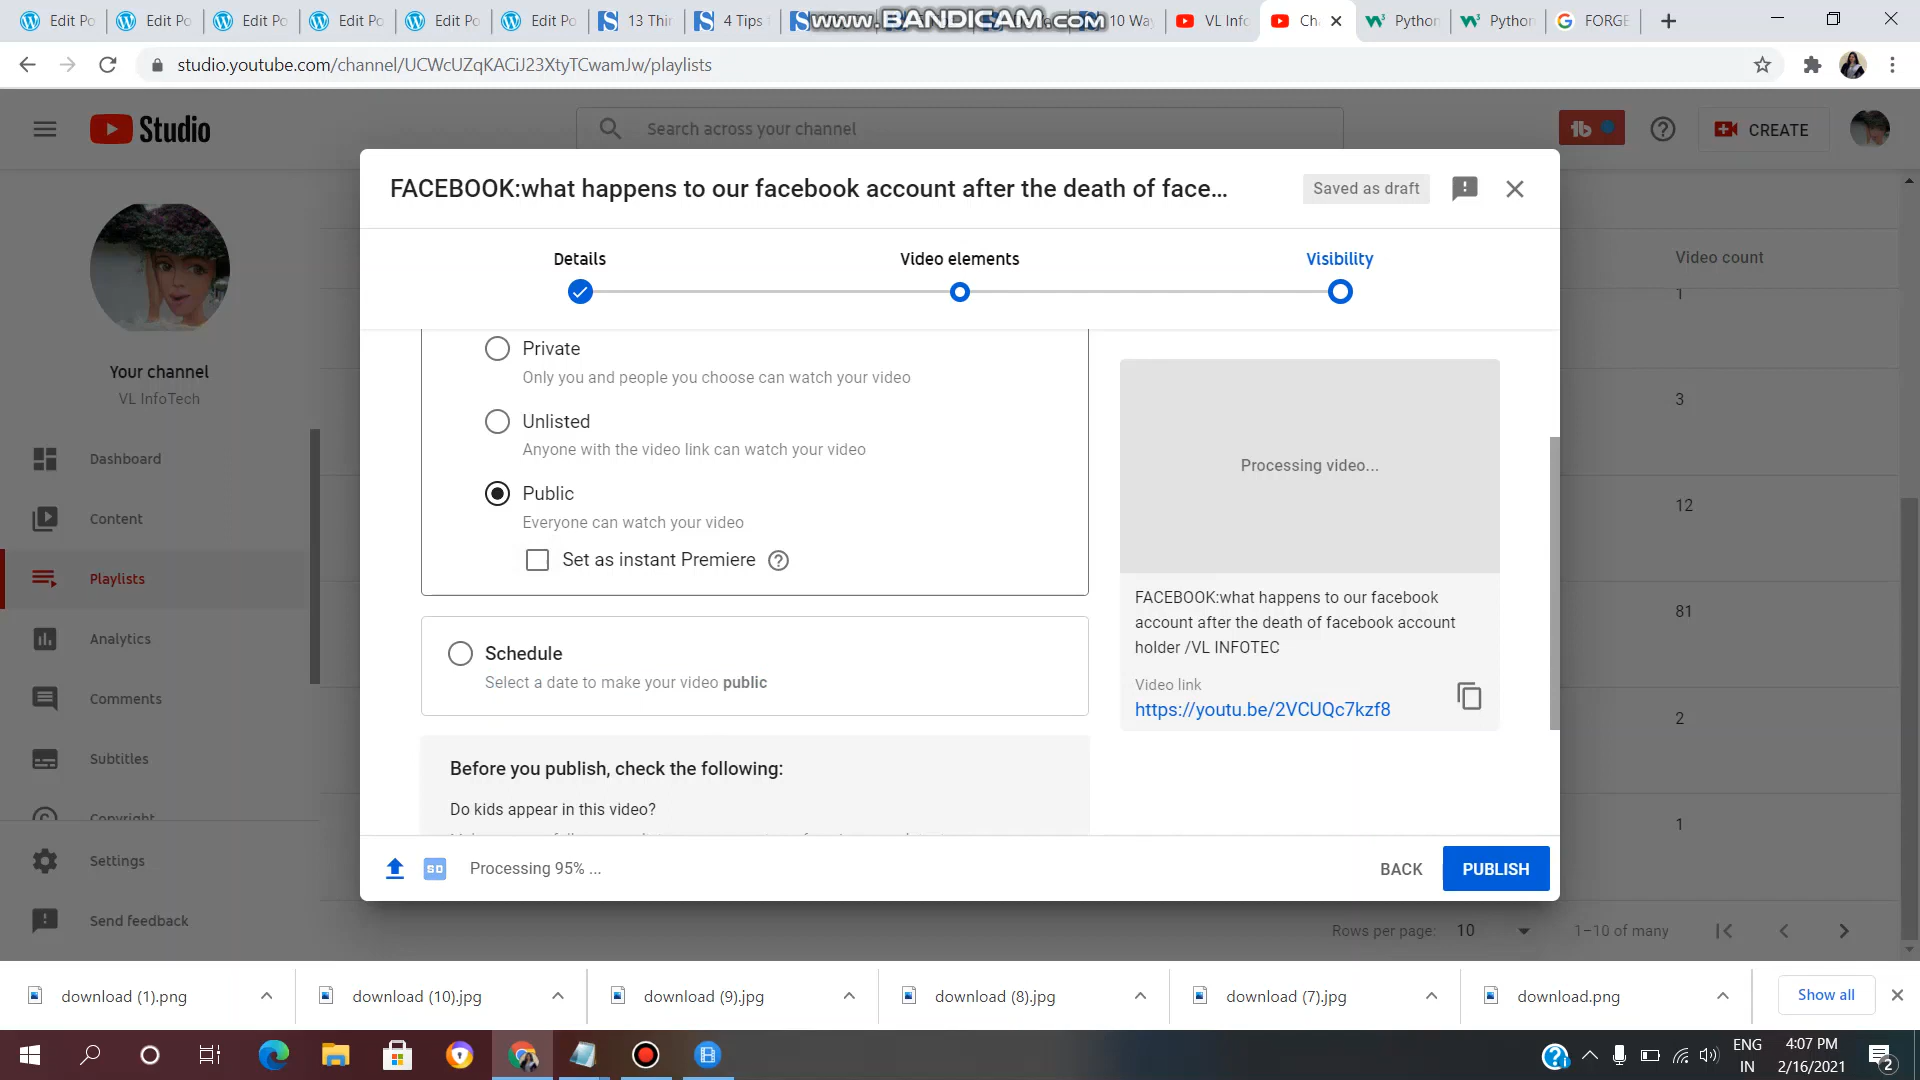 Edit Po
Edit Po
Edit Po
Edit Po
Edit Po
Edit Po
13 Thi
4 Tips
www.BANDICAM.com
10 Wa
VL Info
Ch
Python
Python
FORGE
studio.youtube.com/channel/UCWcUZqKACiJ23XtyTCwamJw/playlists
Studio
Search across your channel
CREATE
FACEBOOK:what happens to our facebook account after the death of face...
Saved as draft
Details
Video elements
Visibility
Your channel
VL InfoTech
Dashboard
Content
Playlists
Analytics
Comments
Subtitles
Copyright
Settings
Send feedback
Private
Only you and people you choose can watch your video
Unlisted
Anyone with the video link can watch your video
Public
Everyone can watch your video
Set as instant Premiere
Schedule
Select a date to make your video public
Before you publish, check the following:
Do kids appear in this video?
Processing video...
FACEBOOK:what happens to our facebook
account after the death of facebook account
holder /VL INFOTEC
Video link
https://youtu.be/2VCUQc7kzf8
SD
Processing 95% ...
BACK
PUBLISH
Video count
1
3
12
81
2
1
Rows per page: 10
1–10 of many
download (1).png
download (10).jpg
download (9).jpg
download (8).jpg
download (7).jpg
download.png
Show all
ENG
IN
4:07 PM
2/16/2021
2